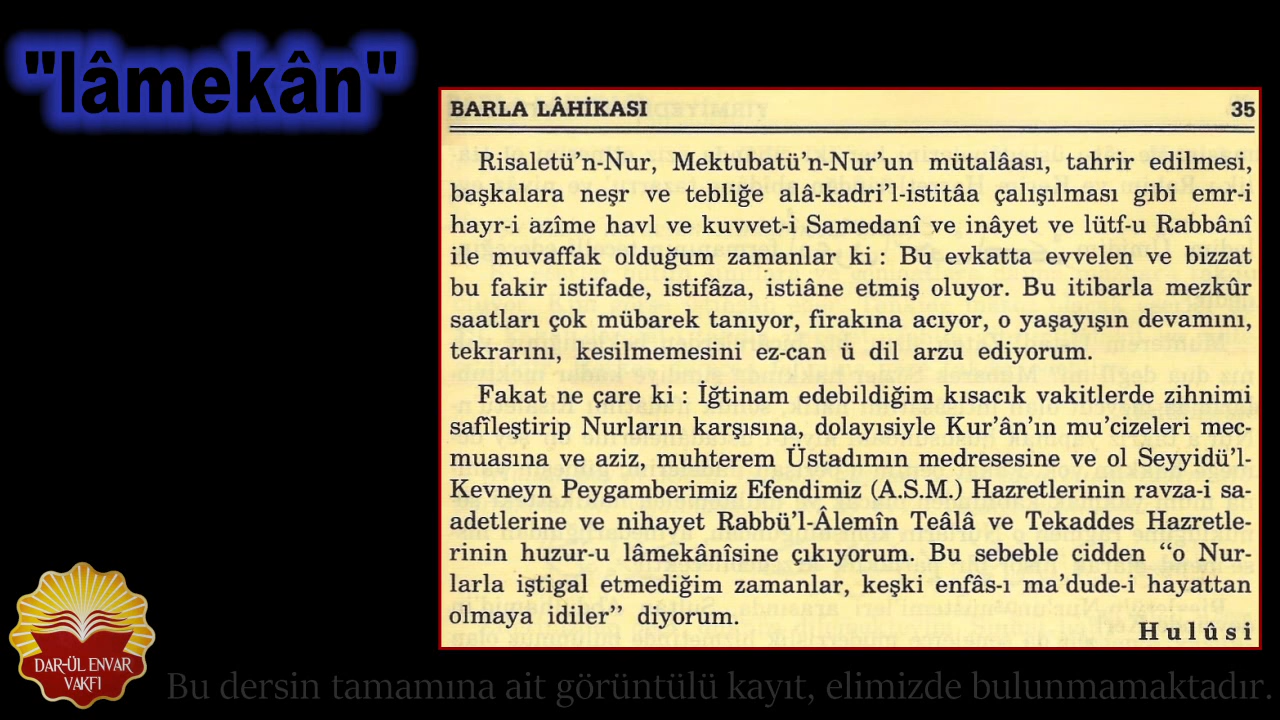 "lâmekân"
BARLA LÂHİKASI 35
Risaletü’n-Nur, Mektubatü’n-Nur’un mütalâası, tahrir edilmesi,
başkalara neşr ve tebliğe alâ-kadri’l-istitâa çalışılması gibi emr-i
hayr-i azîme havl ve kuvvet-i Samedanî ve inâyet ve lütf-u Rabbânî
ile muvaffak olduğum zamanlar ki : Bu evkatta evvelen ve bizzat
bu fakir istifade, istifâza, istiâne etmiş oluyor. Bu itibarla mezkûr
saatları çok mübarek tanıyor, firakına acıyor, o yaşayışın devamını,
tekrarını, kesilmemesini ez-can ü dil arzu ediyorum.
Fakat ne çare ki : İğtinam edebildiğim kısacık vakitlerde zihnimi
safîleştirip Nurların karşısına, dolayısiyle Kur’ân’ın mu’cizeleri mec-
muasına ve aziz, muhterem Üstadımın medresesine ve ol Seyyidü’l-
Kevneyn Peygamberimiz Efendimiz (A.S.M.) Hazretlerinin ravza-i sa-
adetlerine ve nihayet Rabbü’l-Âlemîn Teâlâ ve Tekaddes Hazretle-
rinin huzur-u lâmekânîsine çıkıyorum. Bu sebeble cidden “o Nur-
larla iştigal etmediğim zamanlar, keşki enfâs-ı ma’dude-i hayattan
olmaya idiler” diyorum.
Hulûsi
DAR-ÜL ENVAR
VAKFI
Bu dersin tamamına ait görüntülü kayıt, elimizde bulunmamaktadır.